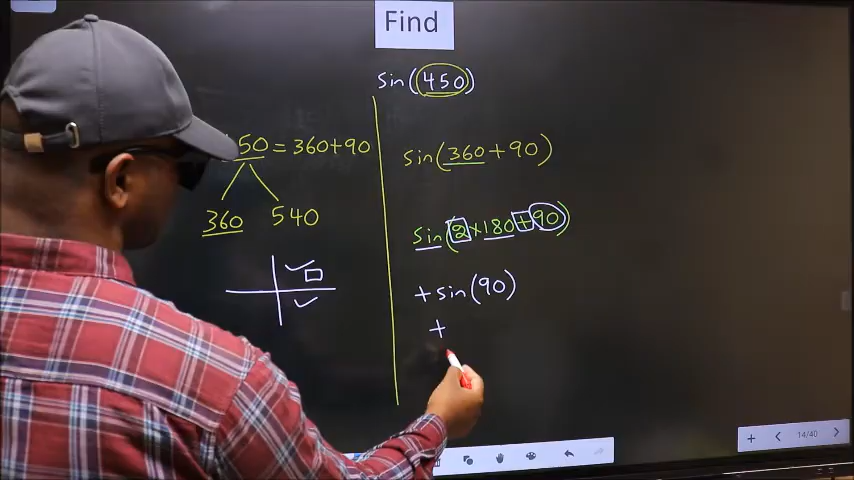 Find
sin(450)
50 = 360+90
360 540
sin(360+90)
sin(2×180+90)
+sin(90)
+
14/40